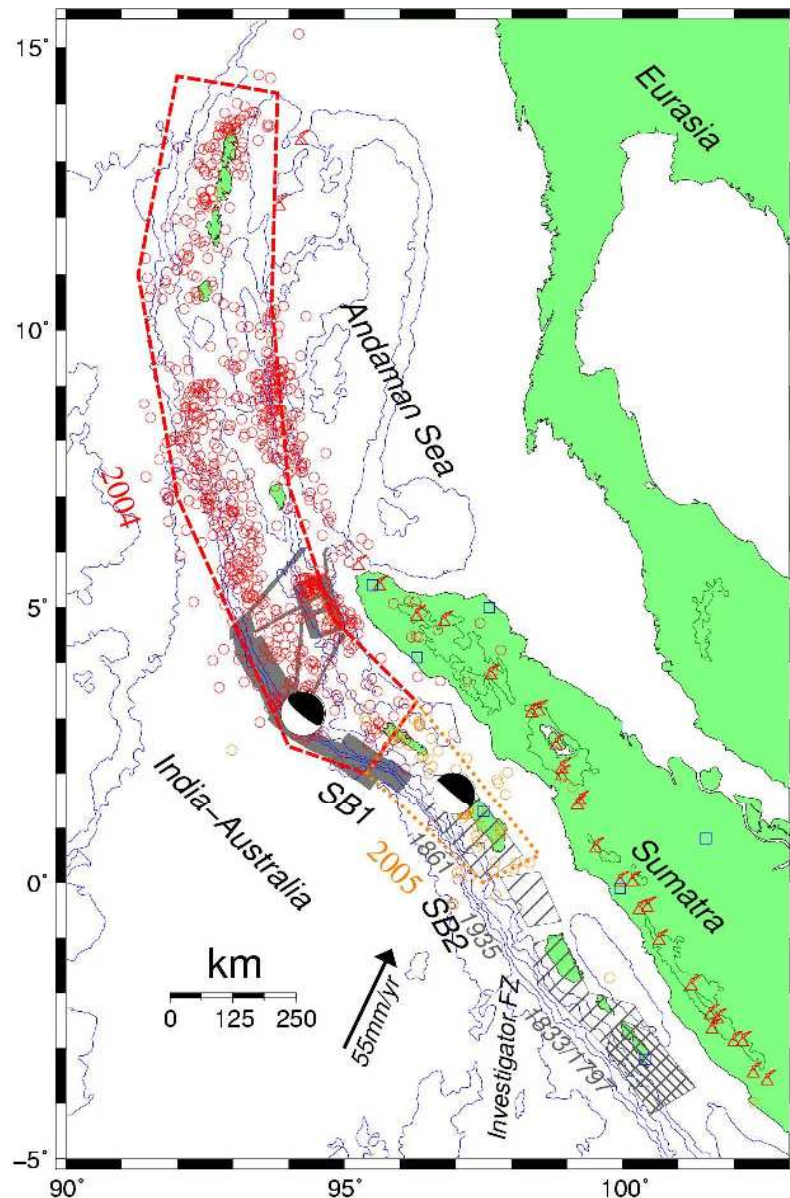 15°
Eurasia
10°
Andaman Sea
2004
5°
India–Australia
SB1
1861
2005
SB2
1935
0°
Sumatra
km
0 125 250
55mm/yr
Investigator FZ
1833/1797
−5°
90° 95° 100°